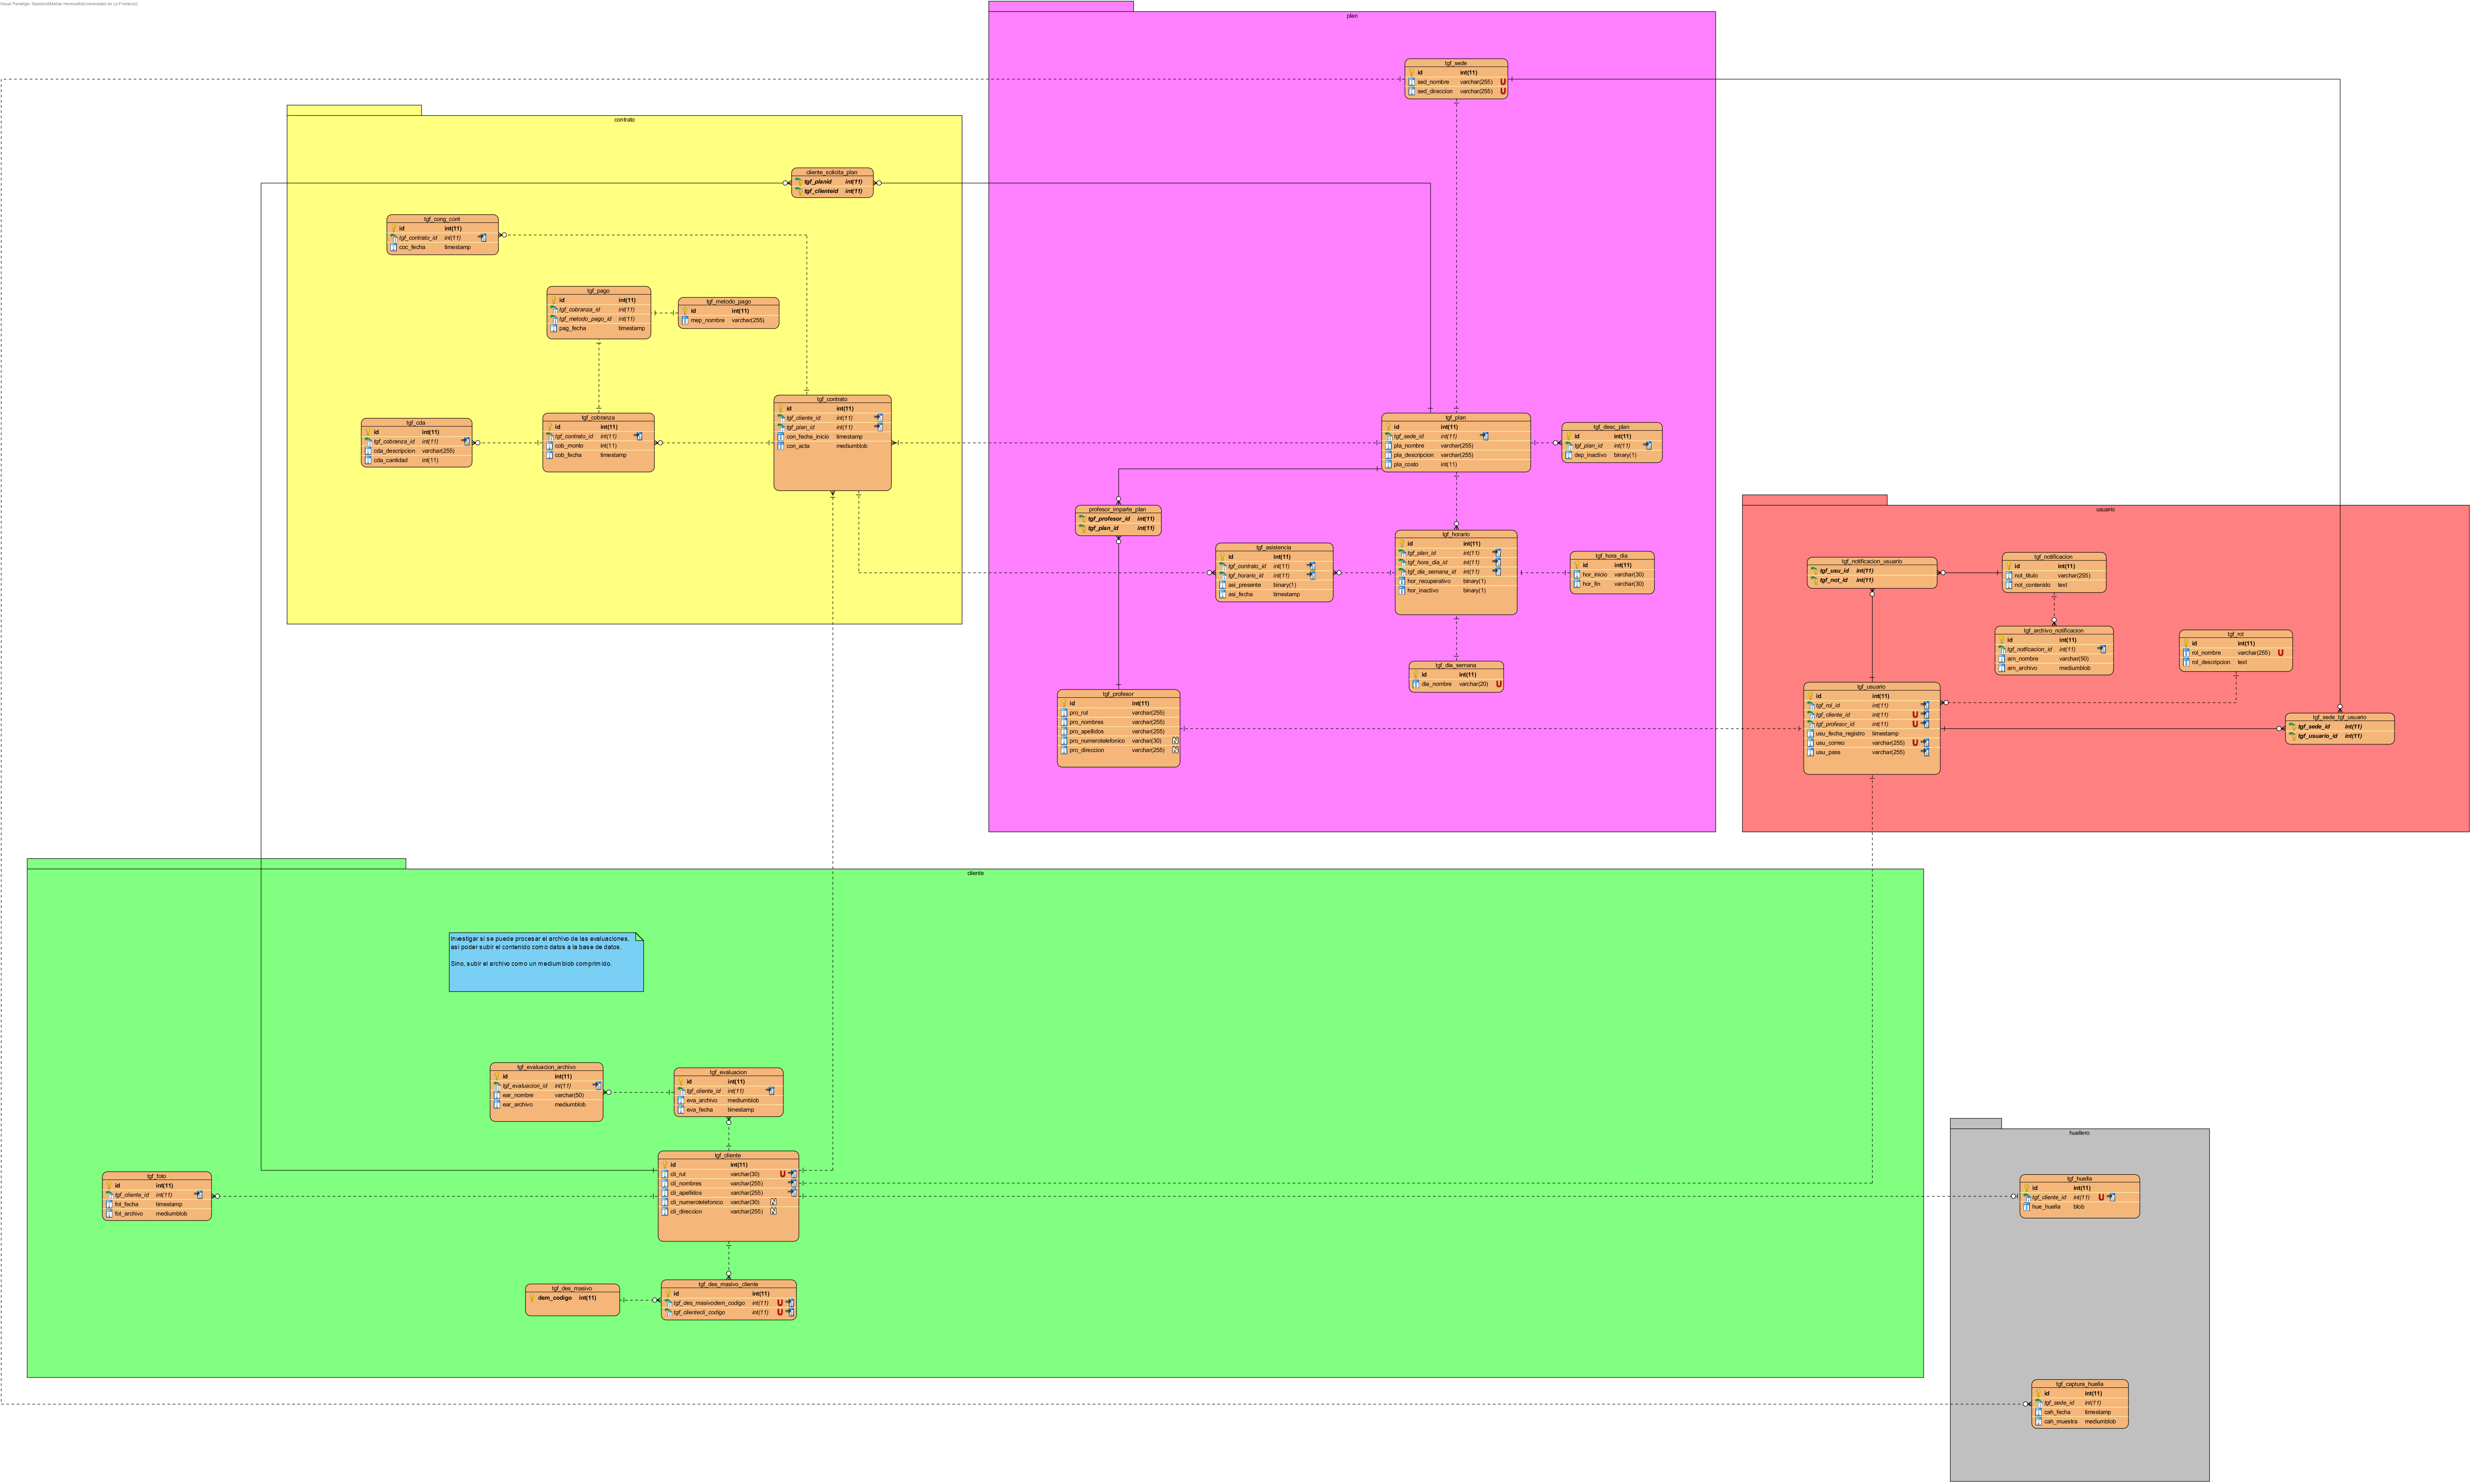 Visual Paradigm Standard(Matías Hermosilla(Universidad de La Frontera))
plan
tgf_sede
id int(11)
sed_nombre varchar(255) U
sed_direccion varchar(255) U
contrato
cliente_solicita_plan
tgf_planid int(11)
tgf_clienteid int(11)
tgf_cong_cont
id int(11)
tgf_contrato_id int(11)
coc_fecha timestamp
tgf_pago
id int(11)
tgf_cobranza_id int(11)
tgf_metodo_pago_id int(11)
pag_fecha timestamp
tgf_metodo_pago
id int(11)
mep_nombre varchar(255)
tgf_contrato
id int(11)
tgf_cliente_id int(11)
tgf_plan_id int(11)
con_fecha_inicio timestamp
con_acta mediumblob
tgf_cda
id int(11)
tgf_cobranza_id int(11)
cda_descripcion varchar(255)
cda_cantidad int(11)
tgf_cobranza
id int(11)
tgf_contrato_id int(11)
cob_monto int(11)
cob_fecha timestamp
tgf_plan
id int(11)
tgf_sede_id int(11)
pla_nombre varchar(255)
pla_descripcion varchar(255)
pla_costo int(11)
tgf_desc_plan
id int(11)
tgf_plan_id int(11)
dep_inactivo binary(1)
profesor_imparte_plan
tgf_profesor_id int(11)
tgf_plan_id int(11)
tgf_asistencia
id int(11)
tgf_contrato_id int(11)
tgf_horario_id int(11)
asi_presente binary(1)
asi_fecha timestamp
tgf_horario
id int(11)
tgf_plan_id int(11)
tgf_hora_dia_id int(11)
tgf_dia_semana_id int(11)
hor_recuperativo binary(1)
hor_inactivo binary(1)
tgf_hora_dia
id int(11)
hor_inicio varchar(30)
hor_fin varchar(30)
tgf_dia_semana
id int(11)
dia_nombre varchar(20) U
tgf_profesor
id int(11)
pro_rut varchar(255)
pro_nombres varchar(255)
pro_apellidos varchar(255)
pro_numerotelefonico varchar(30) N
pro_direccion varchar(255) N
usuario
tgf_notificacion_usuario
tgf_usu_id int(11)
tgf_not_id int(11)
tgf_notificacion
id int(11)
not_titulo varchar(255)
not_contenido text
tgf_archivo_notificacion
id int(11)
tgf_notificacion_id int(11)
arn_nombre varchar(50)
arn_archivo mediumblob
tgf_rol
id int(11)
rol_nombre varchar(255) U
rol_descripcion text
tgf_usuario
id int(11)
tgf_rol_id int(11)
tgf_cliente_id int(11) U
tgf_profesor_id int(11) U
usu_fecha_registro timestamp
usu_correo varchar(255) U
usu_pass varchar(255)
tgf_sede_tgf_usuario
tgf_sede_id int(11)
tgf_usuario_id int(11)
cliente
Investigar si se puede procesar el archivo de las evaluaciones,
asi poder subir el contenido como datos a la base de datos.
Sino, subir el archivo como un mediumblob comprimido.
tgf_evaluacion_archivo
id int(11)
tgf_evaluacion_id int(11)
ear_nombre varchar(50)
ear_archivo mediumblob
tgf_evaluacion
id int(11)
tgf_cliente_id int(11)
eva_archivo mediumblob
eva_fecha timestamp
tgf_cliente
id int(11)
cli_rut varchar(30) U
cli_nombres varchar(255)
cli_apellidos varchar(255)
cli_numerotelefonico varchar(30) N
cli_direccion varchar(255) N
tgf_foto
id int(11)
tgf_cliente_id int(11)
fot_fecha timestamp
fot_archivo mediumblob
tgf_des_masivo
dem_codigo int(11)
tgf_des_masivo_cliente
id int(11)
tgf_des_masivodem_codigo int(11) U
tgf_clientecli_codigo int(11) U
huellero
tgf_huella
id int(11)
tgf_cliente_id int(11) U
hue_huella blob
tgf_captura_huella
id int(11)
tgf_sede_id int(11)
cah_fecha timestamp
cah_muestra mediumblob